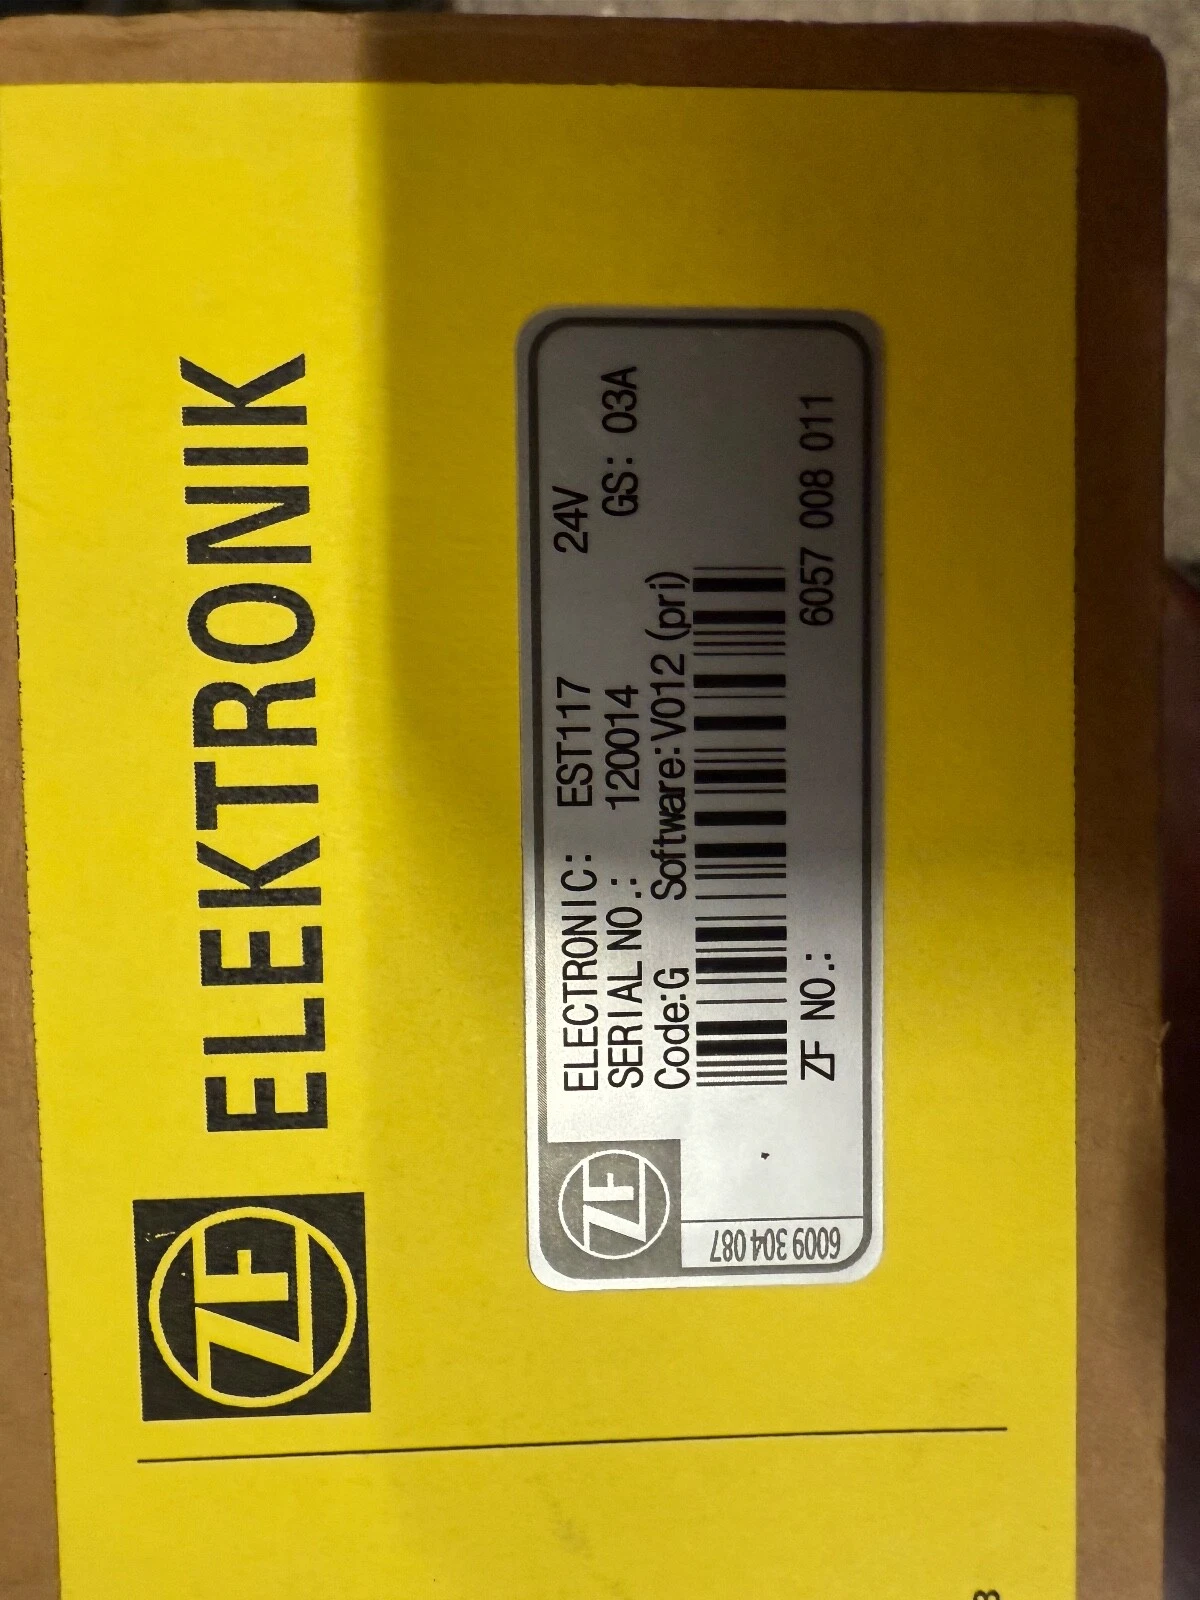 ZF ELEKTRONIK
ZF
ELECTRONIC: EST117 24V
SERIAL NO.: 120014 GS: 03A
Code:G Software:V012 (pri)
ZF NO.: 6057 008 011
6009 304 087